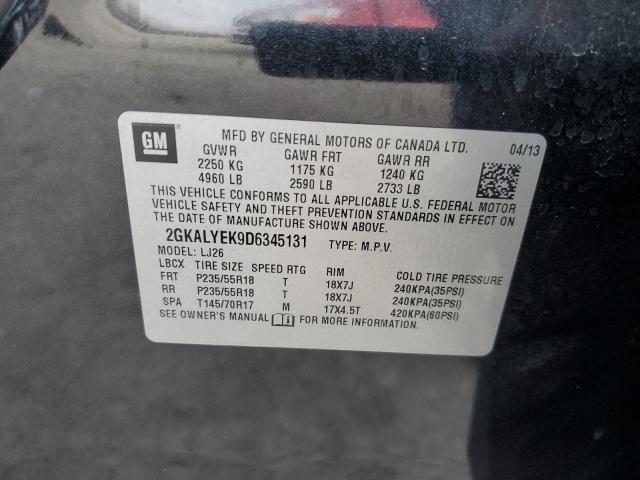 GM
MFD BY GENERAL MOTORS OF CANADA LTD.
04/13
GVWR GAWR FRT GAWR RR
2250 KG 1175 KG 1240 KG
4960 LB 2590 LB 2733 LB
THIS VEHICLE CONFORMS TO ALL APPLICABLE U.S. FEDERAL MOTOR
VEHICLE SAFETY AND THEFT PREVENTION STANDARDS IN EFFECT ON
THE DATE OF MANUFACTURE SHOWN ABOVE.
2GKALYEK9D6345131 TYPE: M.P.V.
MODEL: LJ26
LBCX TIRE SIZE SPEED RTG RIM COLD TIRE PRESSURE
FRT P235/55R18 T 18X7J 240KPA(35PSI)
RR P235/55R18 T 18X7J 240KPA(35PSI)
SPA T145/70R17 M 17X4.5T 420KPA(60PSI)
SEE OWNER'S MANUAL FOR MORE INFORMATION.